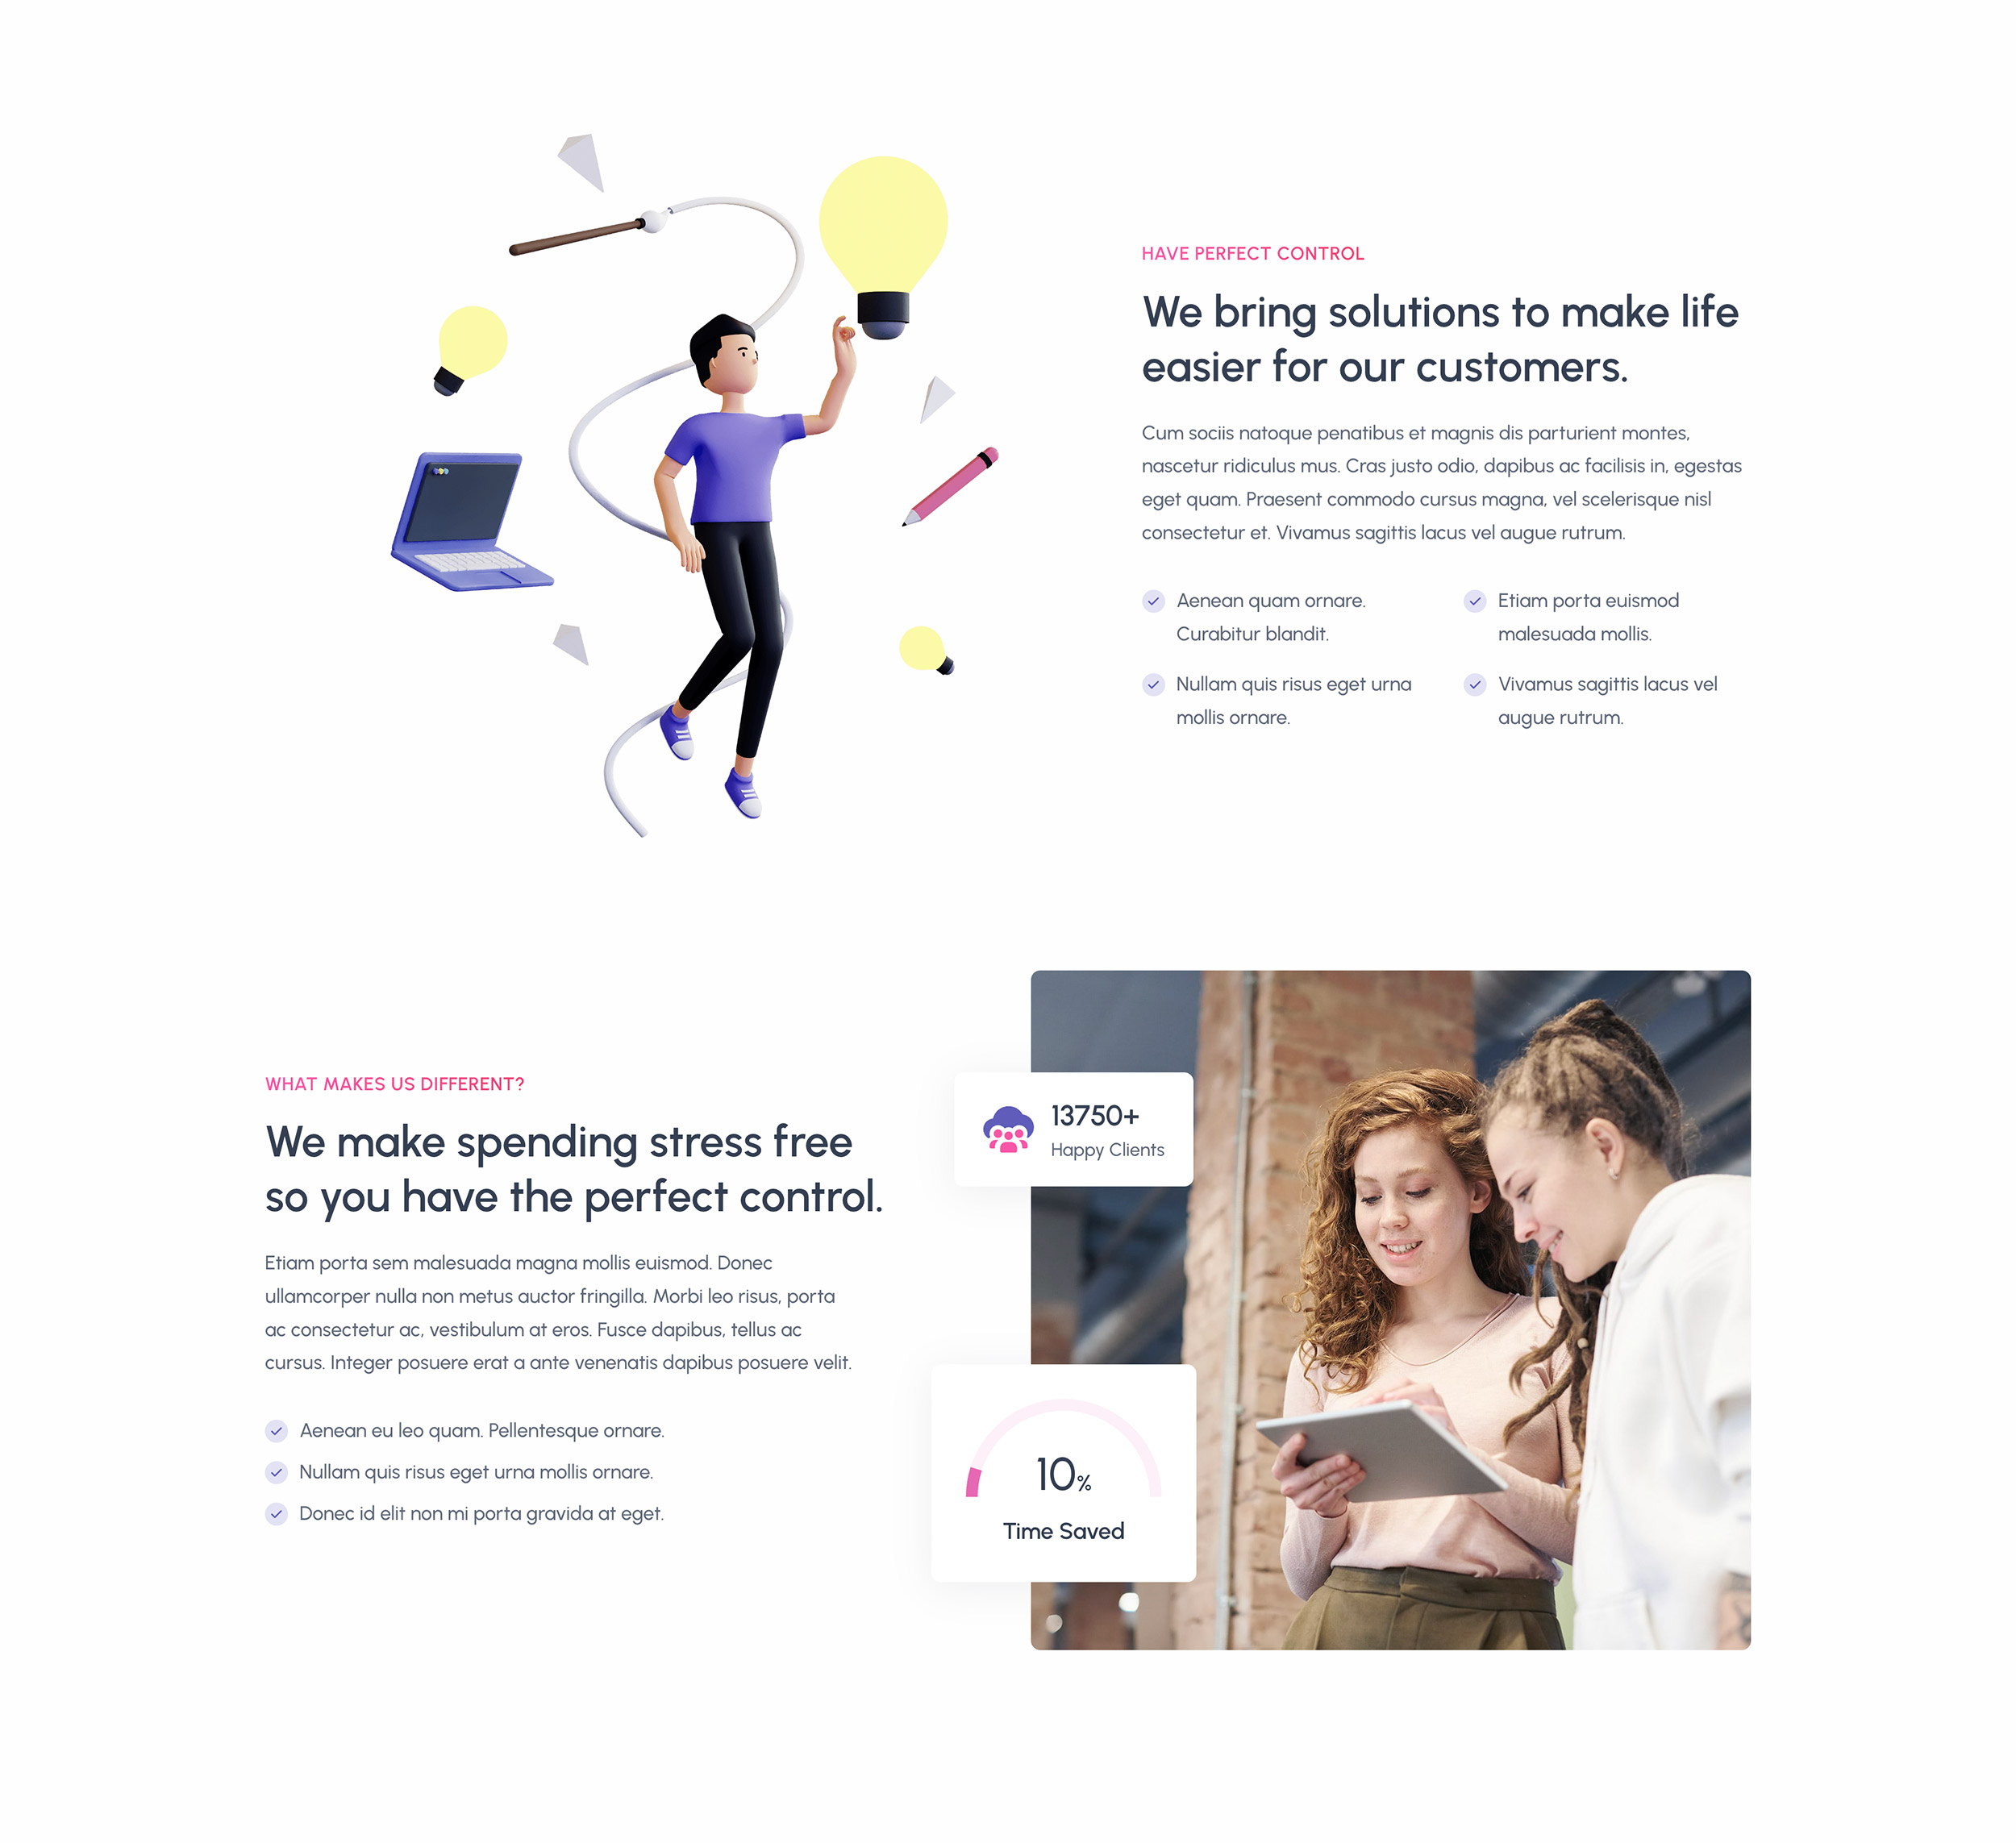 HAVE PERFECT CONTROL
We bring solutions to make life
easier for our customers.
Cum sociis natoque penatibus et magnis dis parturient montes,
nascetur ridiculus mus. Cras justo odio, dapibus ac facilisis in, egestas
eget quam. Praesent commodo cursus magna, vel scelerisque nisl
consectetur et. Vivamus sagittis lacus vel augue rutrum.
Aenean quam ornare.
Curabitur blandit.
Etiam porta euismod
malesuada mollis.
Nullam quis risus eget urna
mollis ornare.
Vivamus sagittis lacus vel
augue rutrum.
WHAT MAKES US DIFFERENT?
We make spending stress free
so you have the perfect control.
Etiam porta sem malesuada magna mollis euismod. Donec
ullamcorper nulla non metus auctor fringilla. Morbi leo risus, porta
ac consectetur ac, vestibulum at eros. Fusce dapibus, tellus ac
cursus. Integer posuere erat a ante venenatis dapibus posuere velit.
Aenean eu leo quam. Pellentesque ornare.
Nullam quis risus eget urna mollis ornare.
Donec id elit non mi porta gravida at eget.
13750+
Happy Clients
10%
Time Saved